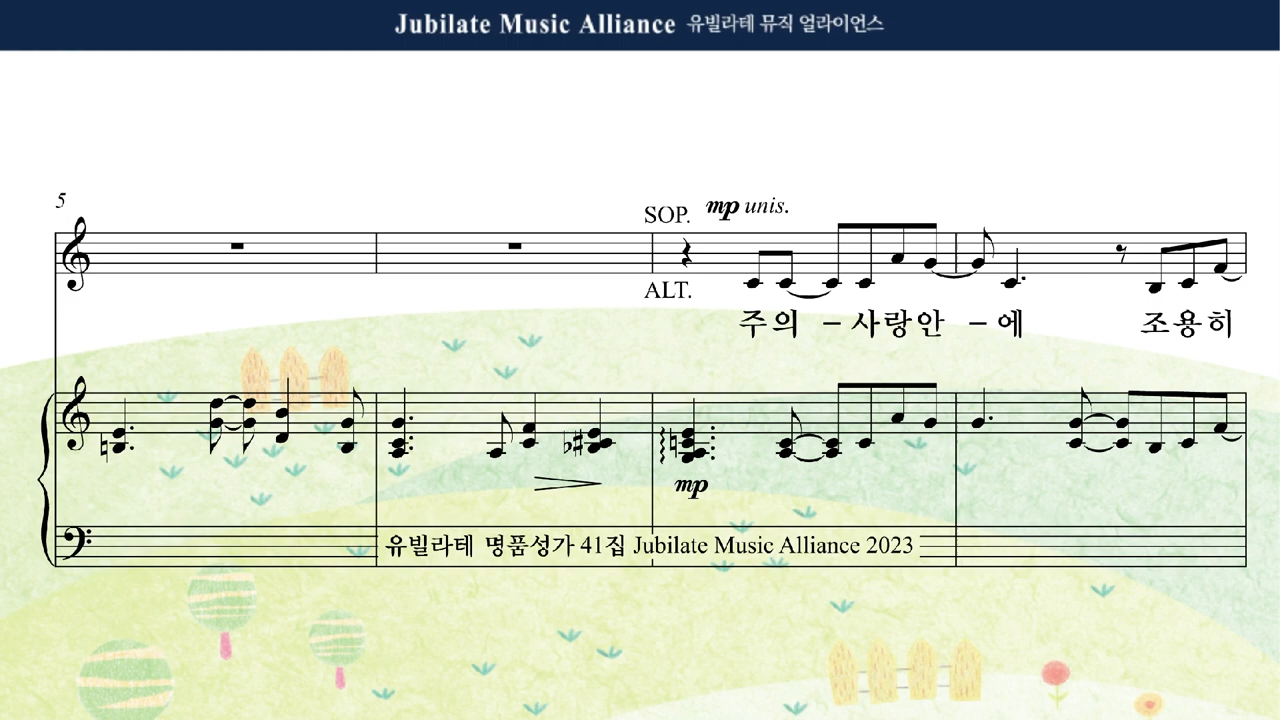 Jubilate Music Alliance 유빌라테 뮤직 얼라이언스
5
SOP. mp unis.
ALT.
주의 – 사랑안 – 에 조용히
mp
유빌라테 명품성가 41집 Jubilate Music Alliance 2023